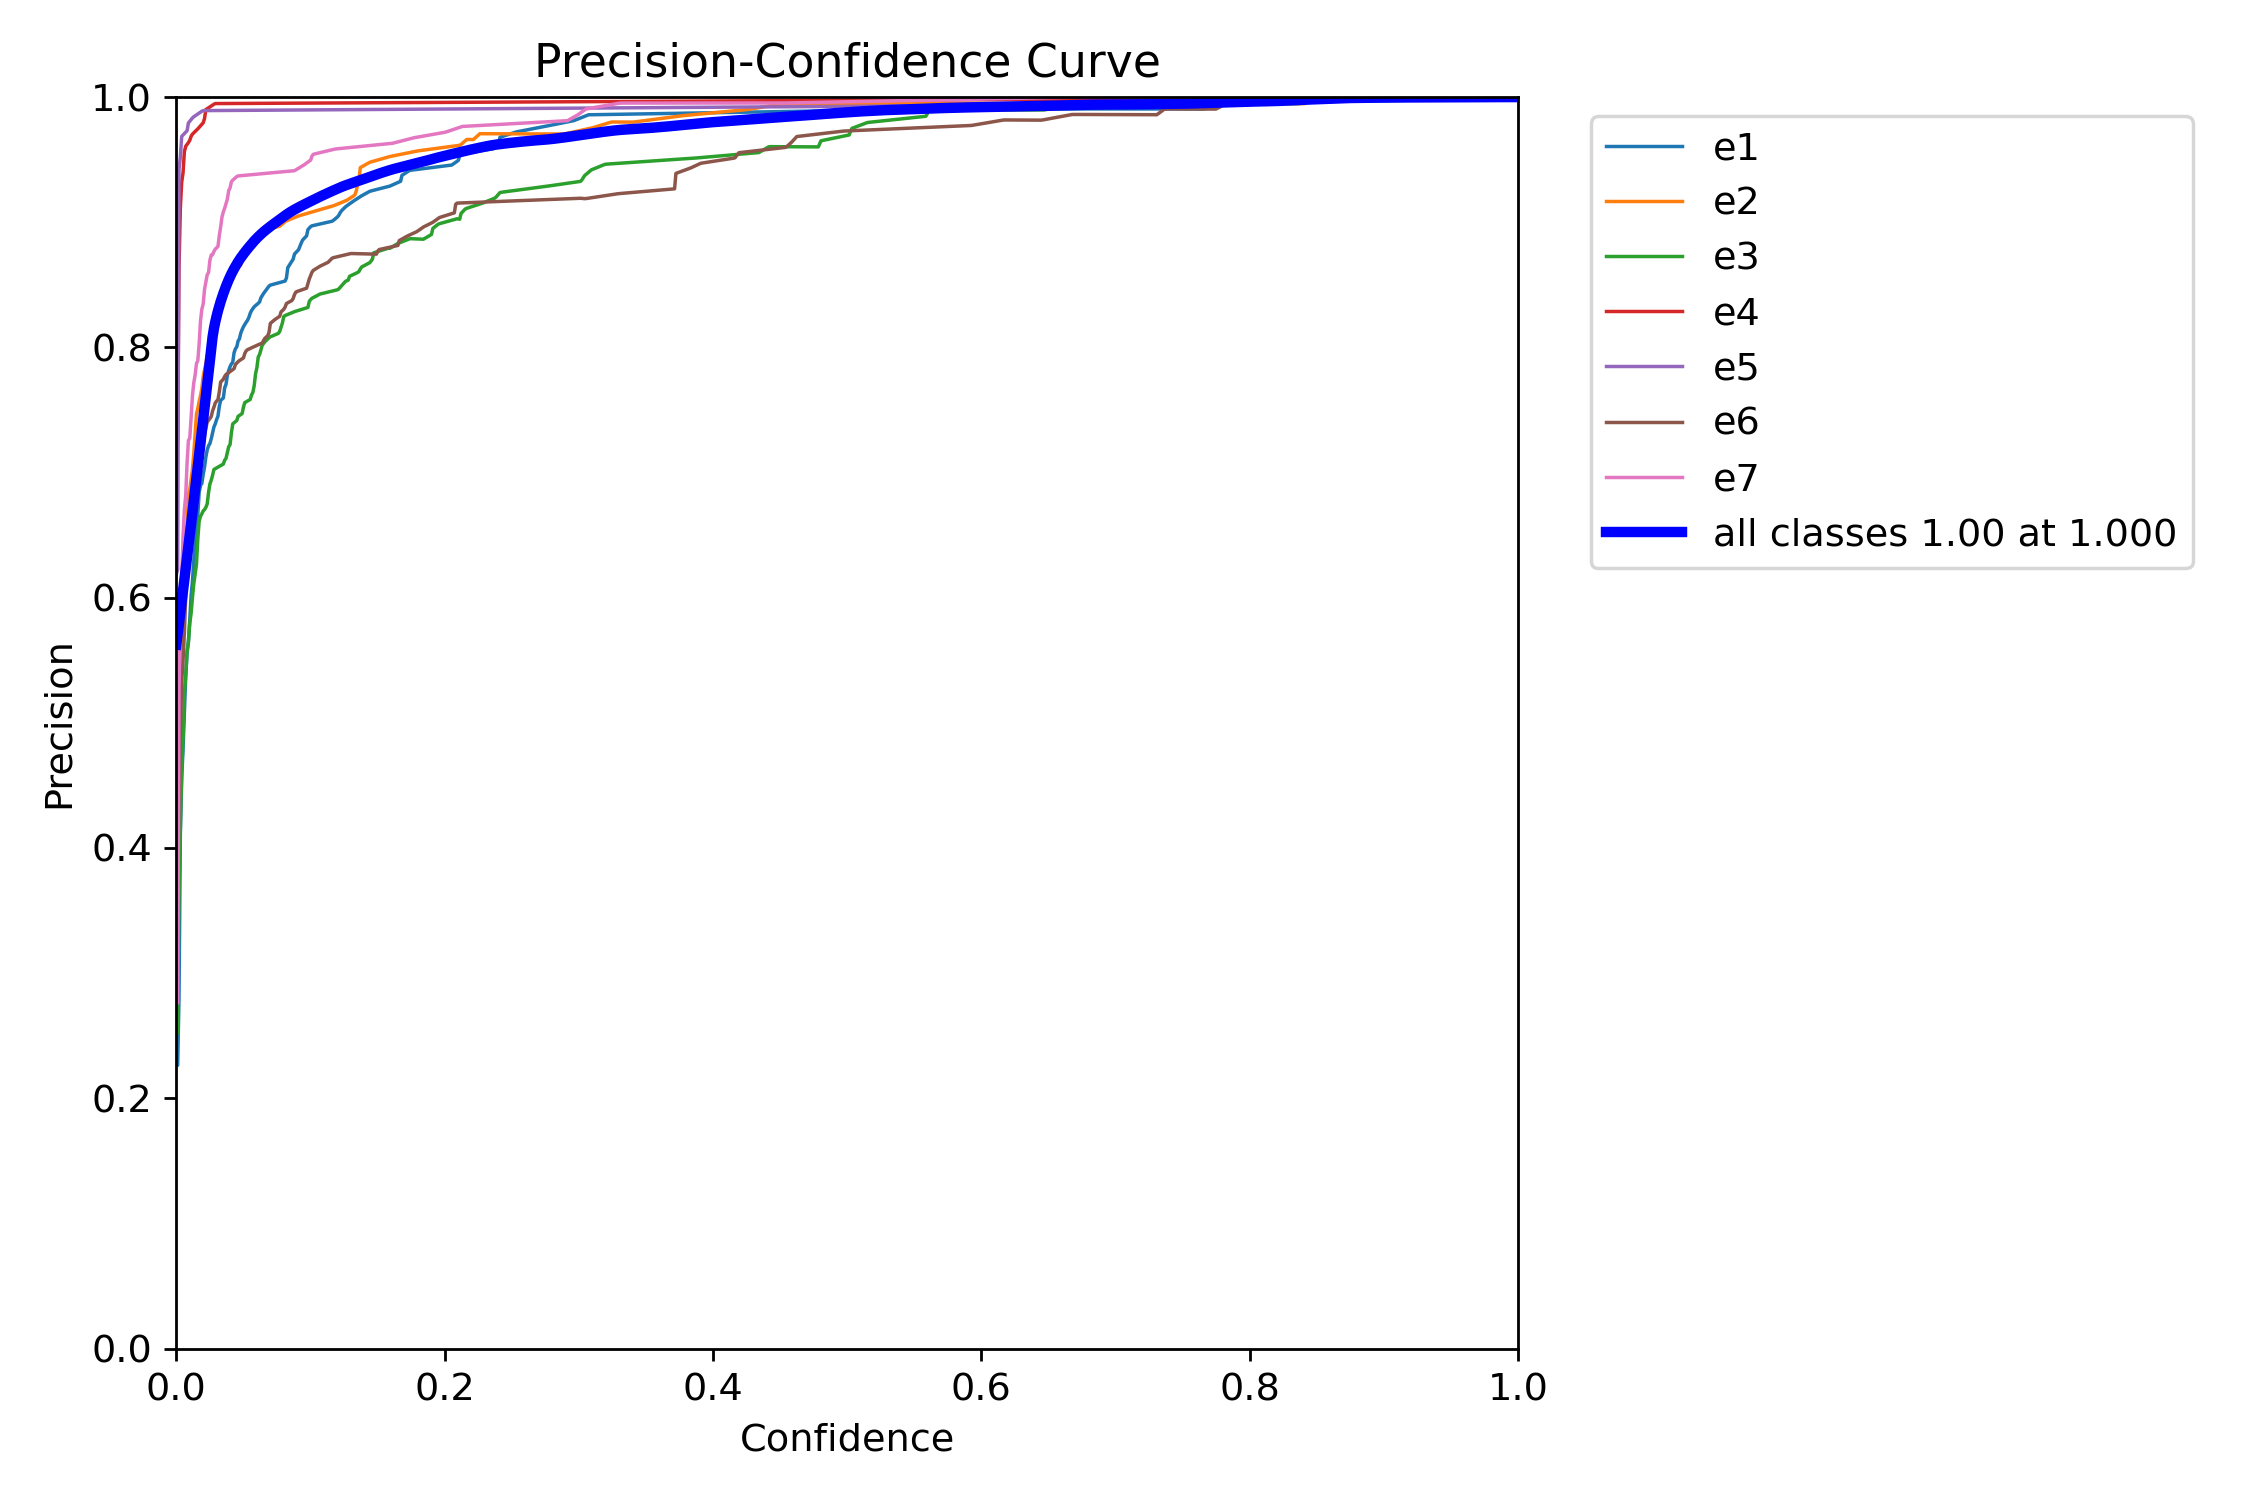 Precision-Confidence Curve
1.0
0.8
0.6
0.4
0.2
0.0
Precision
0.0 0.2 0.4 0.6 0.8 1.0
Confidence
e1
e2
e3
e4
e5
e6
e7
all classes 1.00 at 1.000